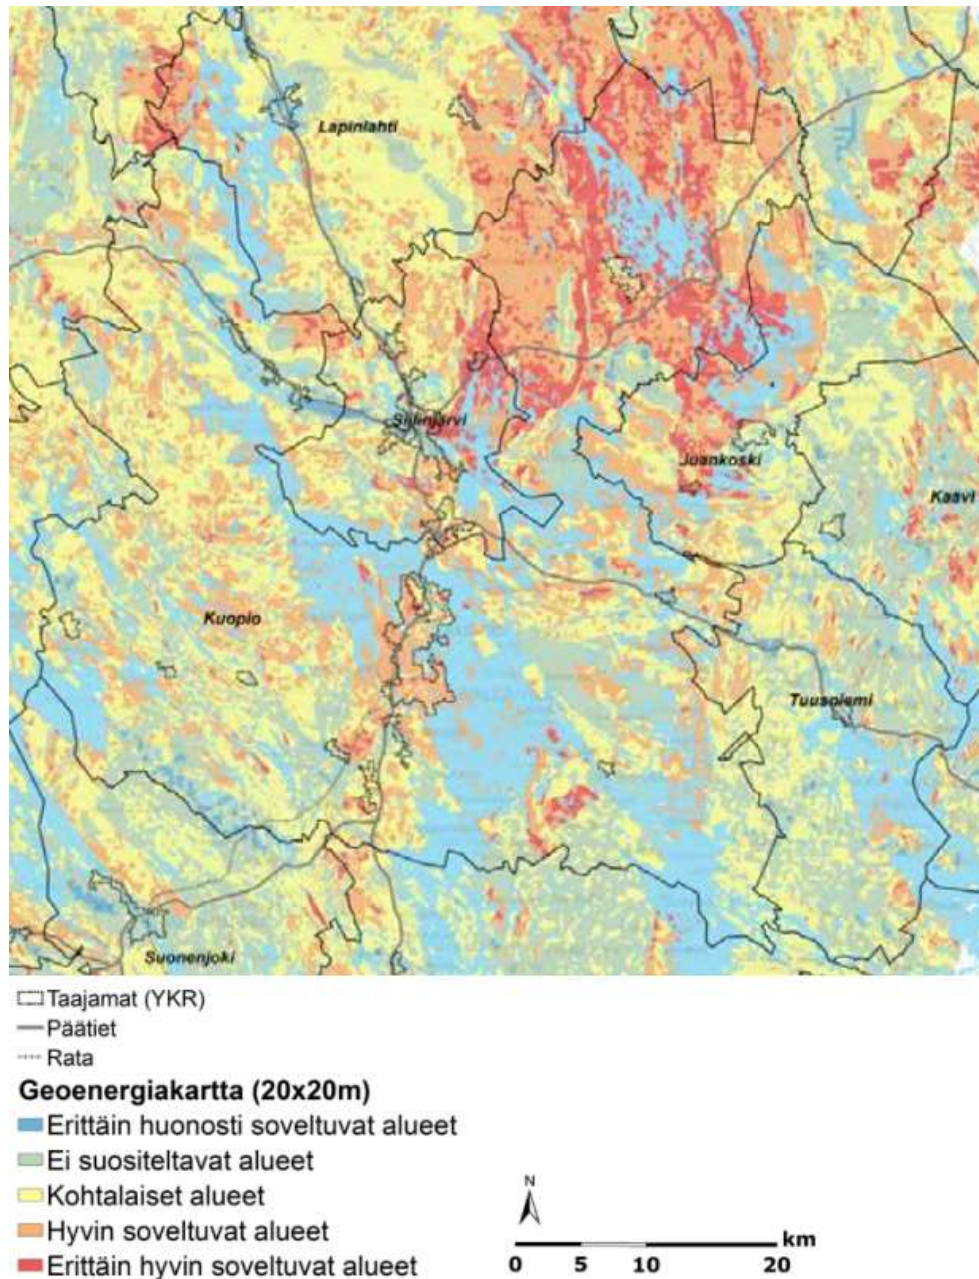 Lapinlahti
Siilinjärvi
Juankoski
Kaavi
Kuopio
Tuusniemi
Suonenjoki
Taajamat (YKR)
Päätiet
Rata
Geoenergiakartta (20x20m)
Erittäin huonosti soveltuvat alueet
Ei suositeltavat alueet
Kohtalaiset alueet
Hyvin soveltuvat alueet
Erittäin hyvin soveltuvat alueet
N
km
0 5 10 20